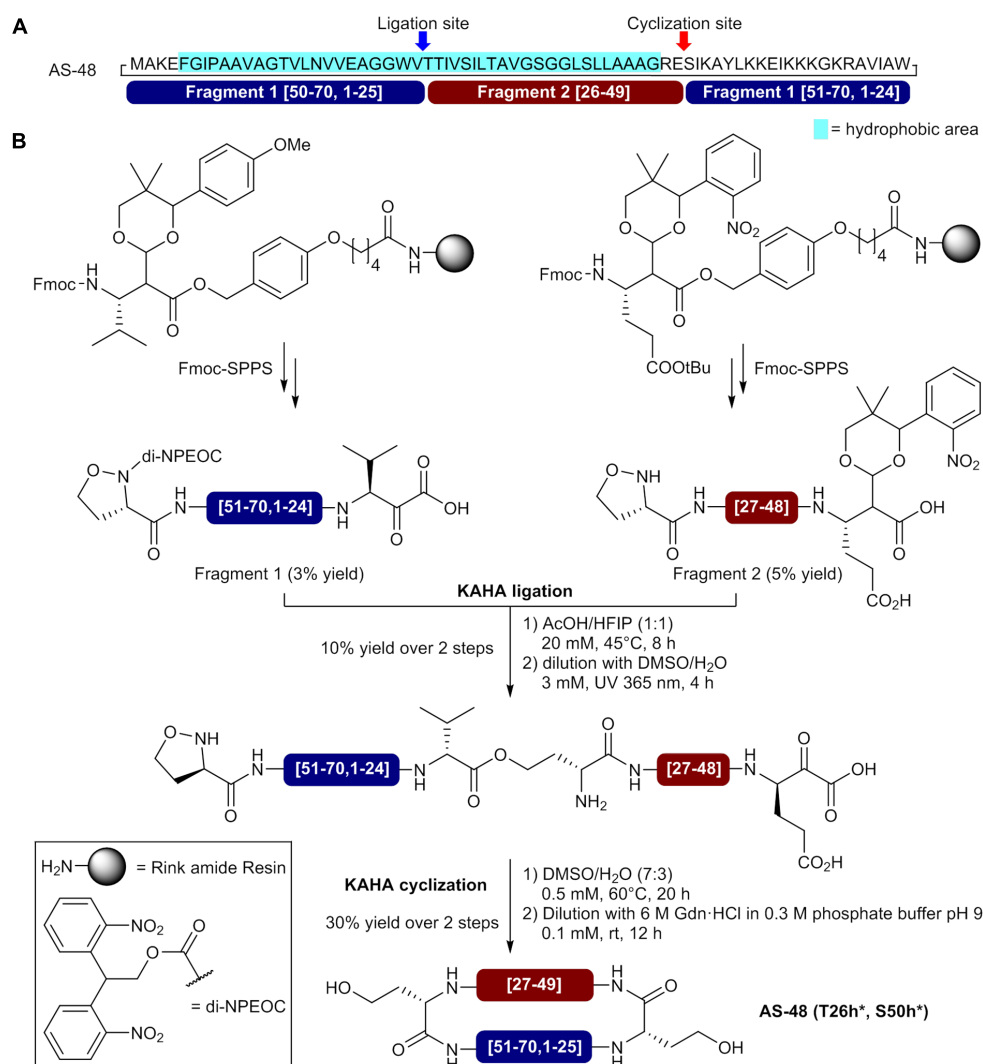 A
Ligation site
Cyclization site
AS-48
MAKEFGIPAAVAGTVLNVVEAGGWVTTIVSILTAVGSGGLSLLAAAGRESIKAYLKKEIKKKGKRAVIAW
Fragment 1 [50-70, 1-25]
Fragment 2 [26-49]
Fragment 1 [51-70, 1-24]
= hydrophobic area
B
OMe
O
O
O
O
4
N
H
H
N
Fmoc
O
O
NO2
O
O
O
O
4
N
H
H
N
Fmoc
O
O
COOtBu
Fmoc-SPPS
Fmoc-SPPS
di-NPEOC
O
N
H
N
O
[51-70,1-24]
N
H
O
O
OH
Fragment 1 (3% yield)
O
NH
H
N
O
[27-48]
N
H
O
O
NO2
OH
O
CO2H
Fragment 2 (5% yield)
KAHA ligation
10% yield over 2 steps
1) AcOH/HFIP (1:1)
20 mM, 45°C, 8 h
2) dilution with DMSO/H2O
3 mM, UV 365 nm, 4 h
O
NH
H
N
O
[51-70,1-24]
N
H
O
O
NH2
O
N
H
[27-48]
H
N
O
O
OH
CO2H
H2N
= Rink amide Resin
NO2
O
O
NO2
= di-NPEOC
KAHA cyclization
30% yield over 2 steps
1) DMSO/H2O (7:3)
0.5 mM, 60°C, 20 h
2) Dilution with 6 M Gdn·HCl in 0.3 M phosphate buffer pH 9
0.1 mM, rt, 12 h
HO
H
N
[27-49]
H
N
O
O
N
H
[51-70,1-25]
N
H
OH
AS-48 (T26h*, S50h*)